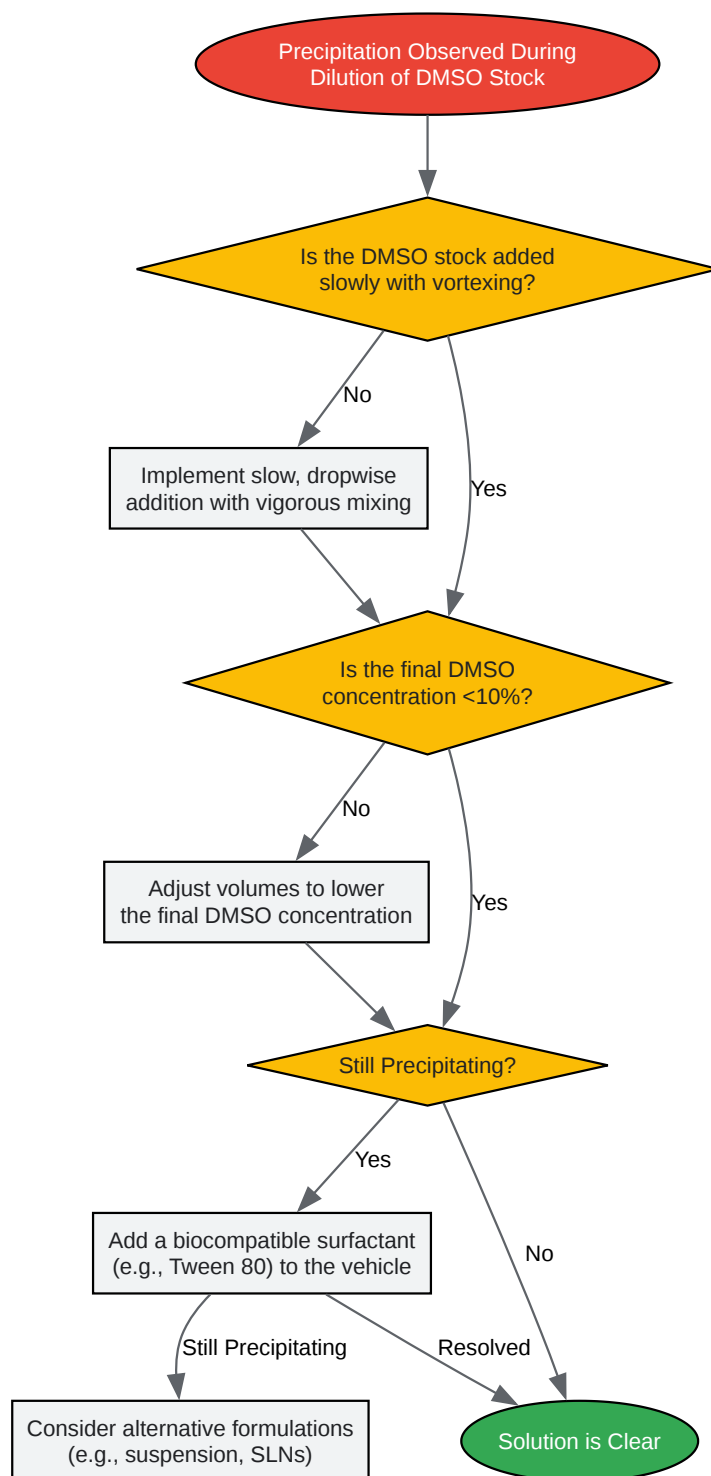 Precipitation Observed During
Dilution of DMSO Stock
Is the DMSO stock added
slowly with vortexing?
No
Implement slow, dropwise
addition with vigorous mixing
Yes
Is the final DMSO
concentration <10%?
No
Adjust volumes to lower
the final DMSO concentration
Yes
Still Precipitating?
Yes
Add a biocompatible surfactant
(e.g., Tween 80) to the vehicle
No
Still Precipitating
Resolved
Consider alternative formulations
(e.g., suspension, SLNs)
Solution is Clear